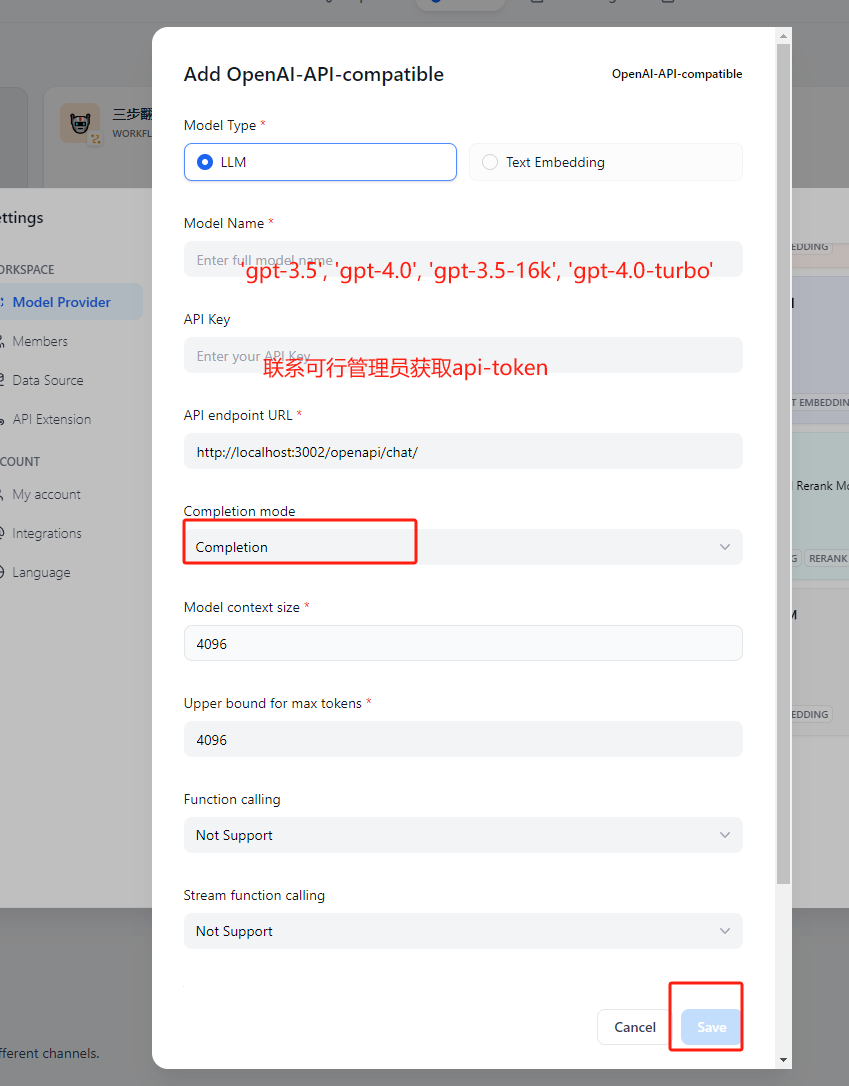 Add OpenAI-API-compatible
OpenAI-API-compatible
Model Type *
LLM
Text Embedding
Model Name *
Enter full model name
'gpt-3.5', 'gpt-4.0', 'gpt-3.5-16k', 'gpt-4.0-turbo'
API Key
Enter your API Key
联系可行管理员获取api-token
API endpoint URL *
http://localhost:3002/openapi/chat/
Completion mode
Completion
Model context size *
4096
Upper bound for max tokens *
4096
Function calling
Not Support
Stream function calling
Not Support
Cancel
Save
三步翻
WORKFL
ettings
ORKSPACE
Model Provider
Members
Data Source
API Extension
COUNT
My account
Integrations
Language
fferent channels.
EDDING
T EMBEDDIN
Rerank Mo
G
RERANK
M
EDDING